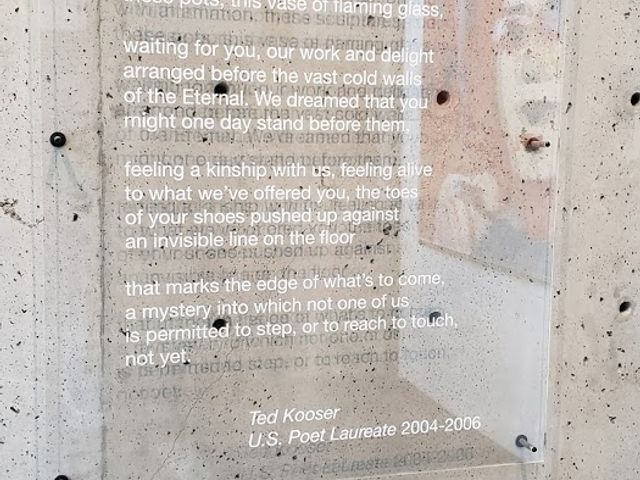 these pots, this vase of flaming glass,
waiting for you, our work and delight
arranged before the vast cold walls
of the Eternal. We dreamed that you
might one day stand before them,
feeling a kinship with us, feeling alive
to what we've offered you, the toes
of your shoes pushed up against
an invisible line on the floor
that marks the edge of what's to come,
a mystery into which not one of us
is permitted to step, or to reach to touch,
not yet.
Ted Kooser
U.S. Poet Laureate 2004-2006